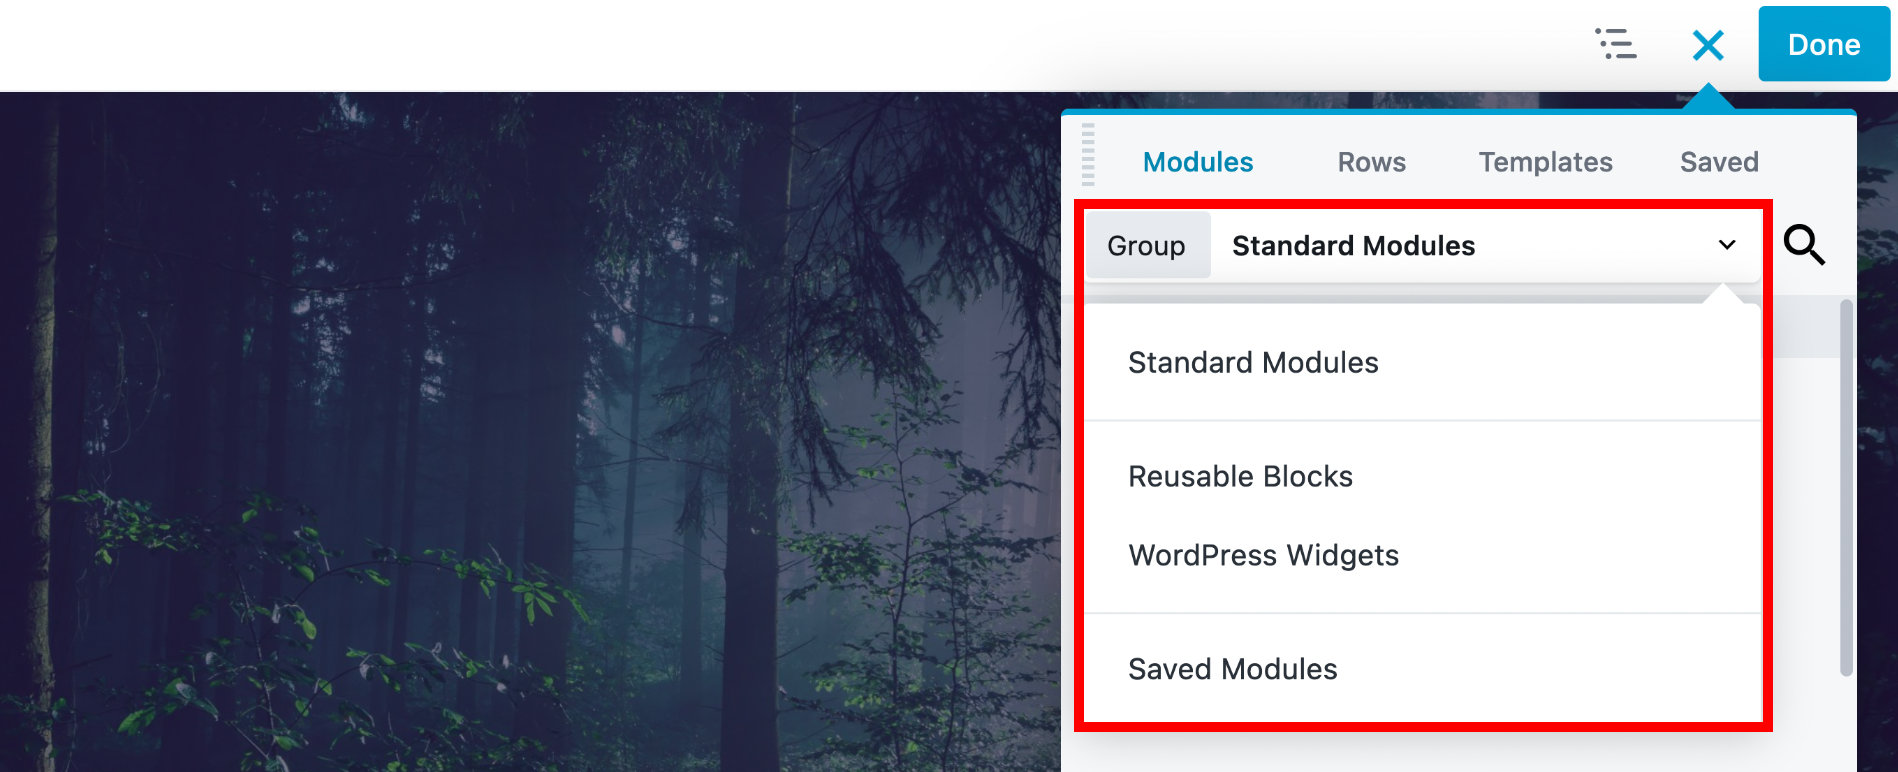 Done
Modules Rows Templates Saved
Group Standard Modules
Standard Modules
Reusable Blocks
WordPress Widgets
Saved Modules